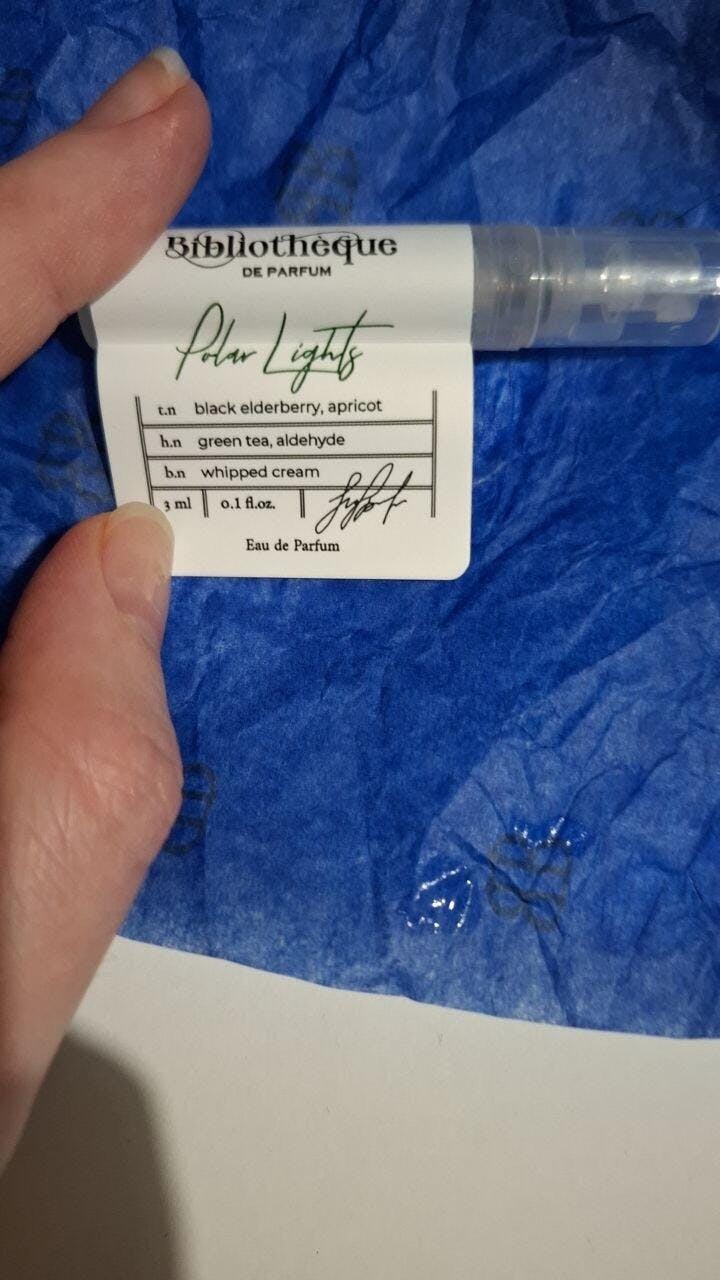 Bibliothèque
DE PARFUM
Polar Lights
t.n black elderberry, apricot
h.n green tea, aldehyde
b.n whipped cream
3 ml 0.1 fl.oz.
Eau de Parfum